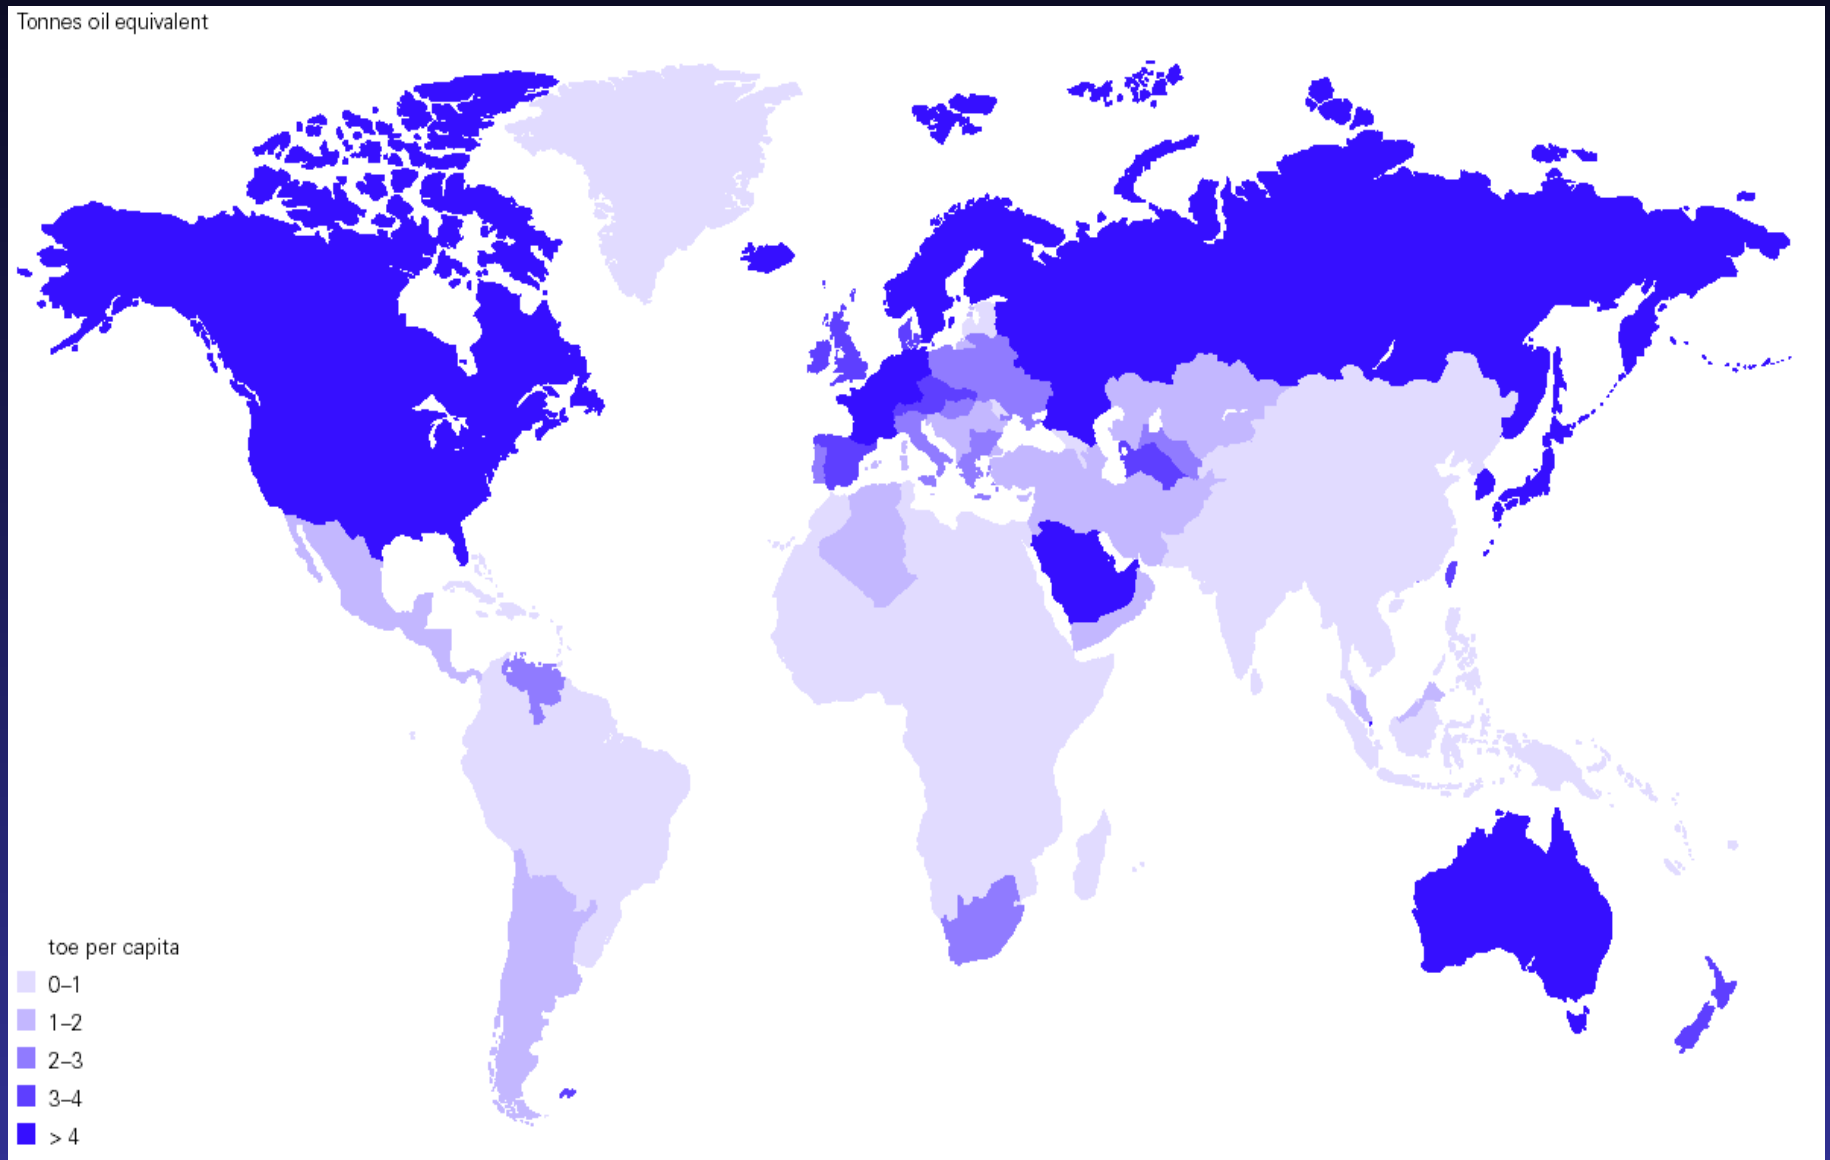 Tonnes oil equivalent
toe per capita
0–1
1–2
2–3
3–4
> 4